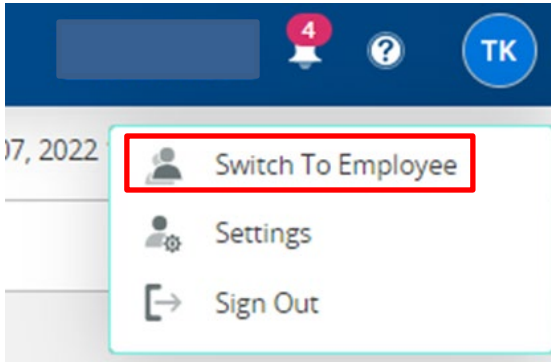 4
?
TK
07, 2022
Switch To Employee
Settings
Sign Out